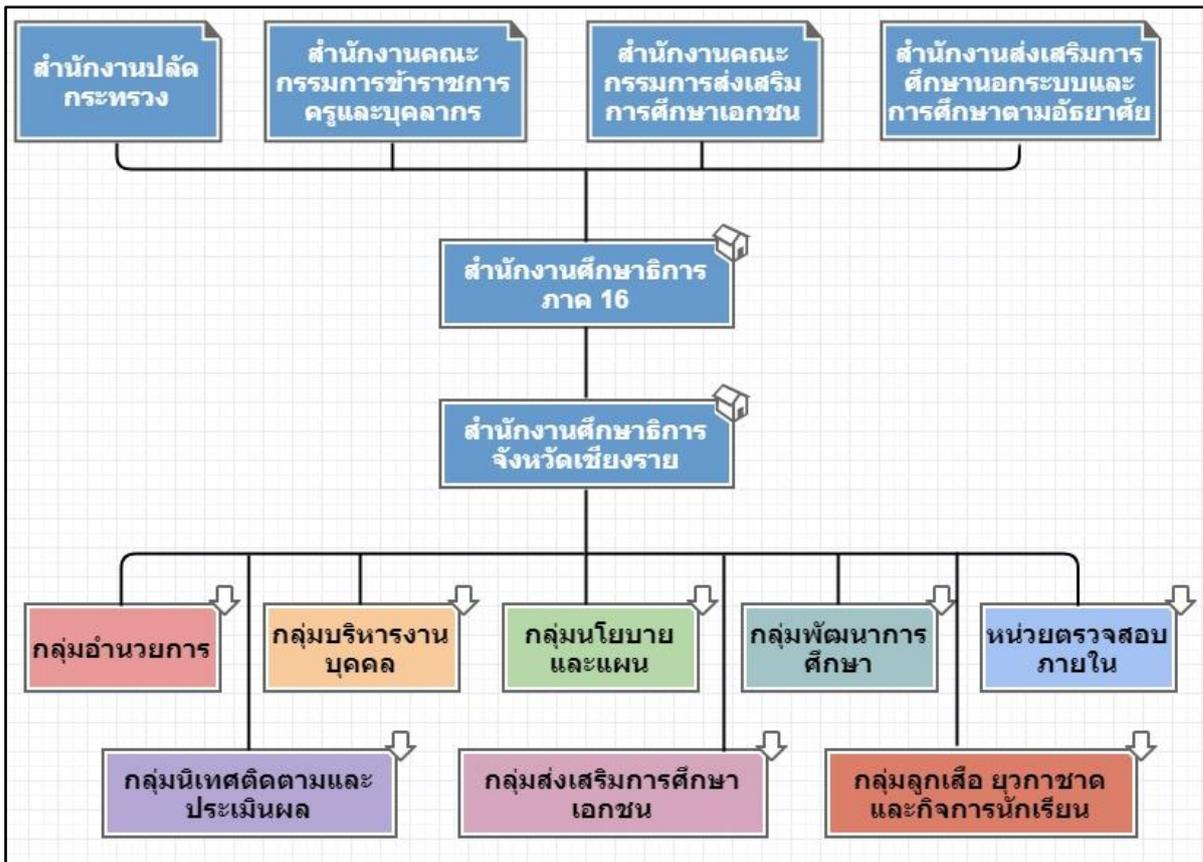 สำนักงานปลัด
กระทรวง
สำนักงานคณะ
กรรมการข้าราชการ
ครูและบุคลากร
สำนักงานคณะ
กรรมการส่งเสริม
การศึกษาเอกชน
สำนักงานส่งเสริมการ
ศึกษานอกระบบและ
การศึกษาตามอัธยาศัย
สำนักงานศึกษาธิการ
ภาค 16
สำนักงานศึกษาธิการ
จังหวัดเชียงราย
กลุ่มอำนวยการ
กลุ่มบริหารงาน
บุคคล
กลุ่มนโยบาย
และแผน
กลุ่มพัฒนาการ
ศึกษา
หน่วยตรวจสอบ
ภายใน
กลุ่มนิเทศติดตามและ
ประเมินผล
กลุ่มส่งเสริมการศึกษา
เอกชน
กลุ่มลูกเสือ ยุวกาชาด
และกิจการนักเรียน